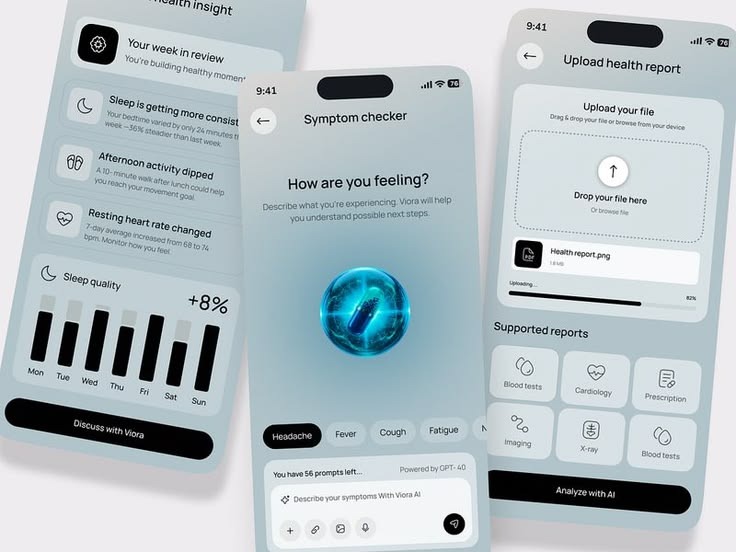 health insight
Your week in review
You're building healthy momen
Sleep is getting more consist
Your bedtime varied by only 24 minutes th
week —36% steadier than last week.
Afternoon activity dipped
A 10- minute walk after lunch could help
you reach your movement goal.
Resting heart rate changed
7-day average increased from 68 to 74
bpm. Monitor how you feel.
Sleep quality
+8%
Mon Tue Wed Thu Fri Sat Sun
Discuss with Viora
9:41
76
Symptom checker
How are you feeling?
Describe what you're experiencing. Viora will help
you understand possible next steps.
Headache Fever Cough Fatigue N
You have 56 prompts left...
Powered by GPT- 4O
Describe your symptoms With Viora AI
9:41
76
Upload health report
Upload your file
Drag & drop your file or browse from your device
Drop your file here
Or browse file
PDF
Health report.png
1.8 MB
Uploading...
82%
Supported reports
Blood tests Cardiology Prescription
Imaging X-ray Blood tests
Analyze with AI